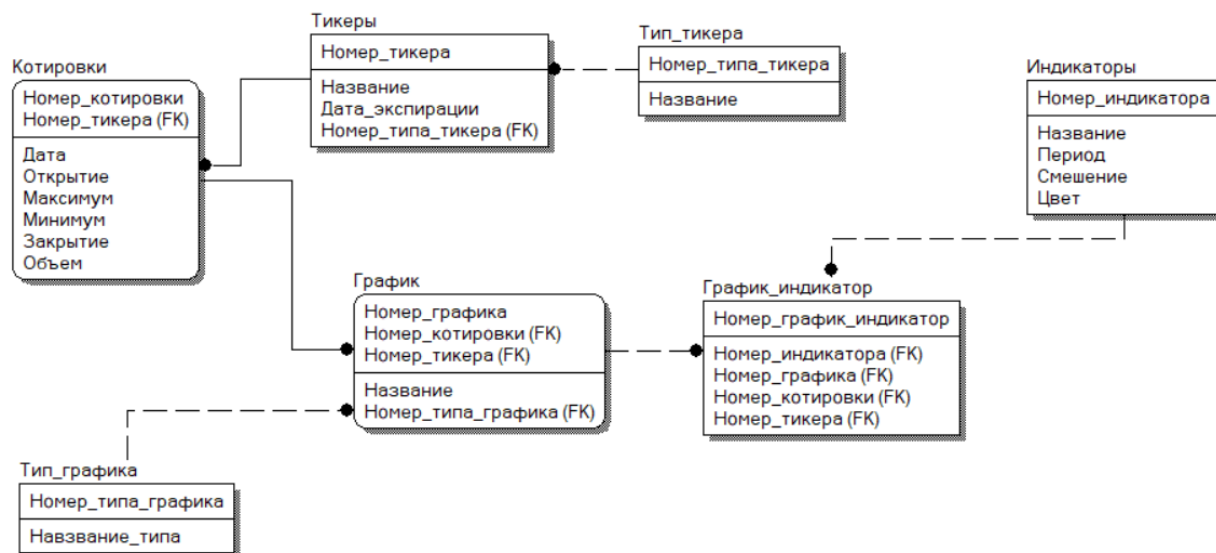 Тикеры
Номер_тикера
Название
Дата_экспирации
Номер_типа_тикера (FK)
Тип_тикера
Номер_типа_тикера
Название
Котировки
Номер_котировки
Номер_тикера (FK)
Дата
Открытие
Максимум
Минимум
Закрытие
Объем
Индикаторы
Номер_индикатора
Название
Период
Смешение
Цвет
График
Номер_графика
Номер_котировки (FK)
Номер_тикера (FK)
Название
Номер_типа_графика (FK)
График_индикатор
Номер_график_индикатор
Номер_индикатора (FK)
Номер_графика (FK)
Номер_котировки (FK)
Номер_тикера (FK)
Тип_графика
Номер_типа_графика
Навзвание_типа